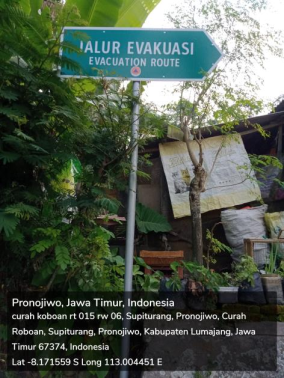 JALUR EVAKUASI
EVACUATION ROUTE
Pronojiwo, Jawa Timur, Indonesia
curah koboan rt 015 rw 06, Supiturang, Pronojiwo, Curah
Roboan, Supiturang, Pronojiwo, Kabupaten Lumajang, Jawa
Timur 67374, Indonesia
Lat -8.171559 S Long 113.004451 E